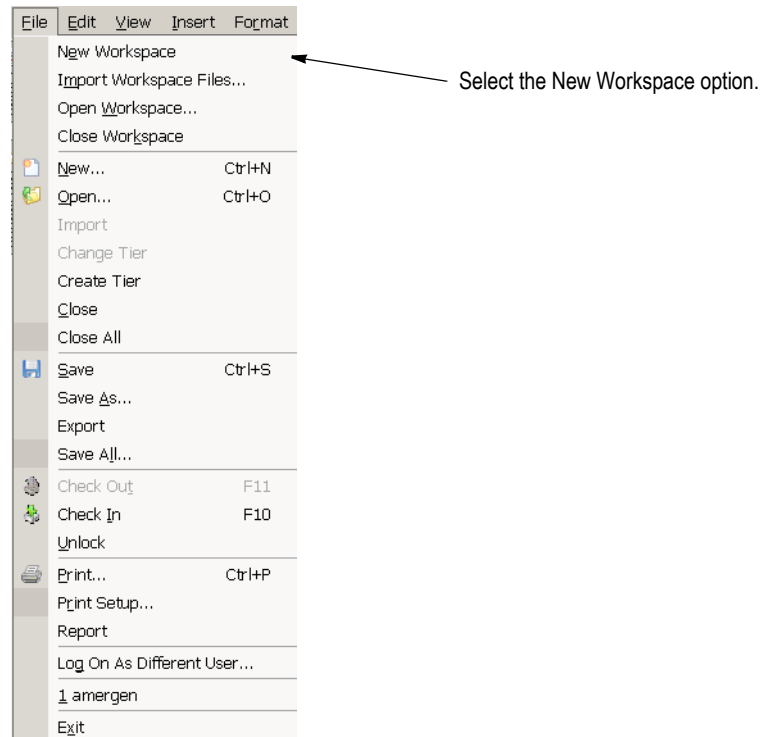 File Edit View Insert Format
New Workspace
Select the New Workspace option.
Import Workspace Files...
Open Workspace...
Close Workspace
New... Ctrl+N
Open... Ctrl+O
Import
Change Tier
Create Tier
Close
Close All
Save Ctrl+S
Save As...
Export
Save All...
Check Out F11
Check In F10
Unlock
Print... Ctrl+P
Print Setup...
Report
Log On As Different User...
1 amergen
Exit